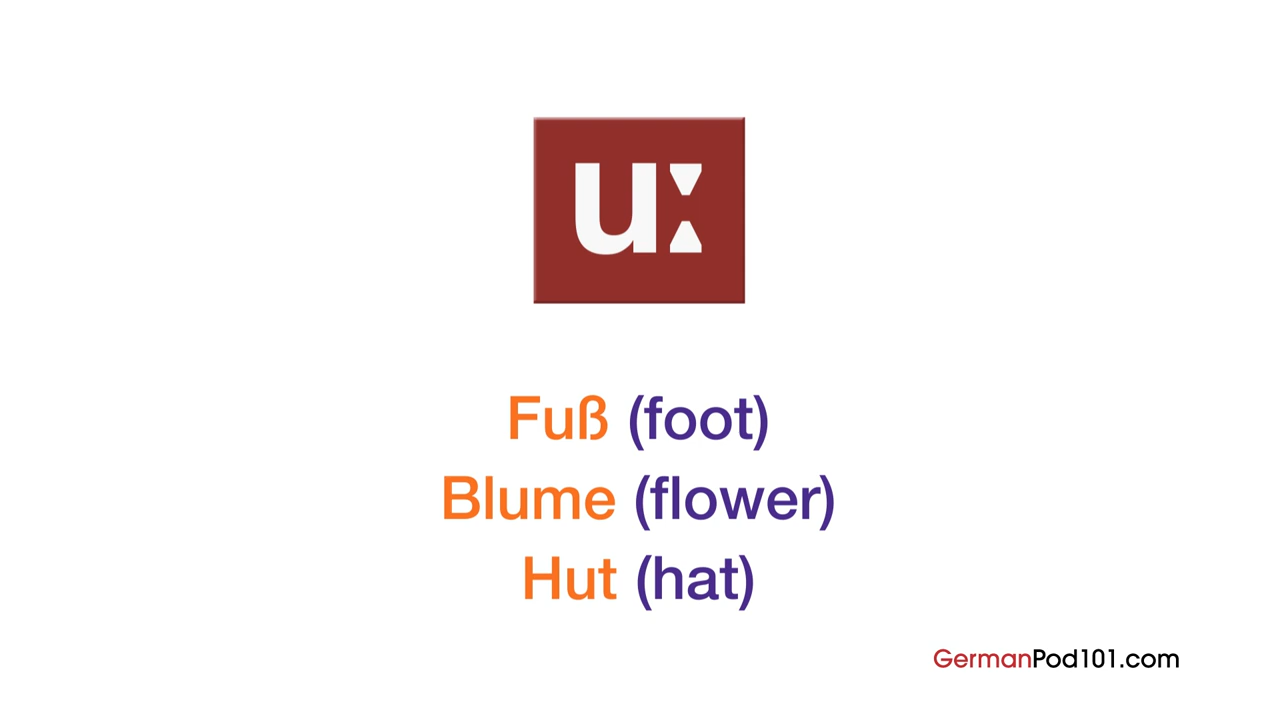 uː
Fuß (foot)
Blume (flower)
Hut (hat)
GermanPod101.com